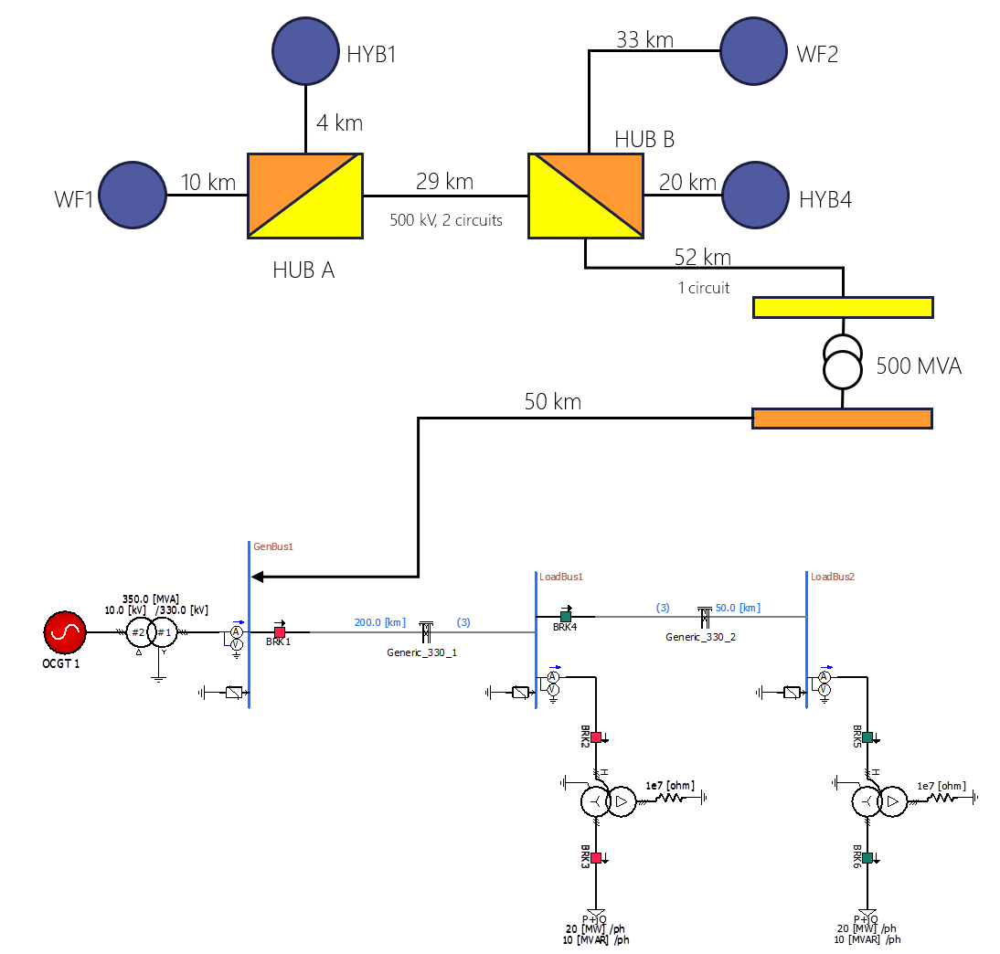 33 km
HYB1
WF2
4 km
HUB B
10 km
29 km
20 km
WF1
HYB4
500 kV, 2 circuits
52 km
HUB A
1 circuit
500 MVA
50 km
GenBus1
LoadBus1
LoadBus2
350.0 [MVA]
10.0 [kV] /330.0 [kV]
(3)
50.0 [km]
200.0 [km]
(3)
#2
#1
A
V
BRK4
BRK1
Generic_330_2
Generic_330_1
OCGT 1
A
V
A
V
BRK2
BRK5
H
H
1e7 [ohm]
1e7 [ohm]
BRK3
BRK6
P+jQ
20 [MW] /ph
10 [MVAR] /ph
P+jQ
20 [MW] /ph
10 [MVAR] /ph